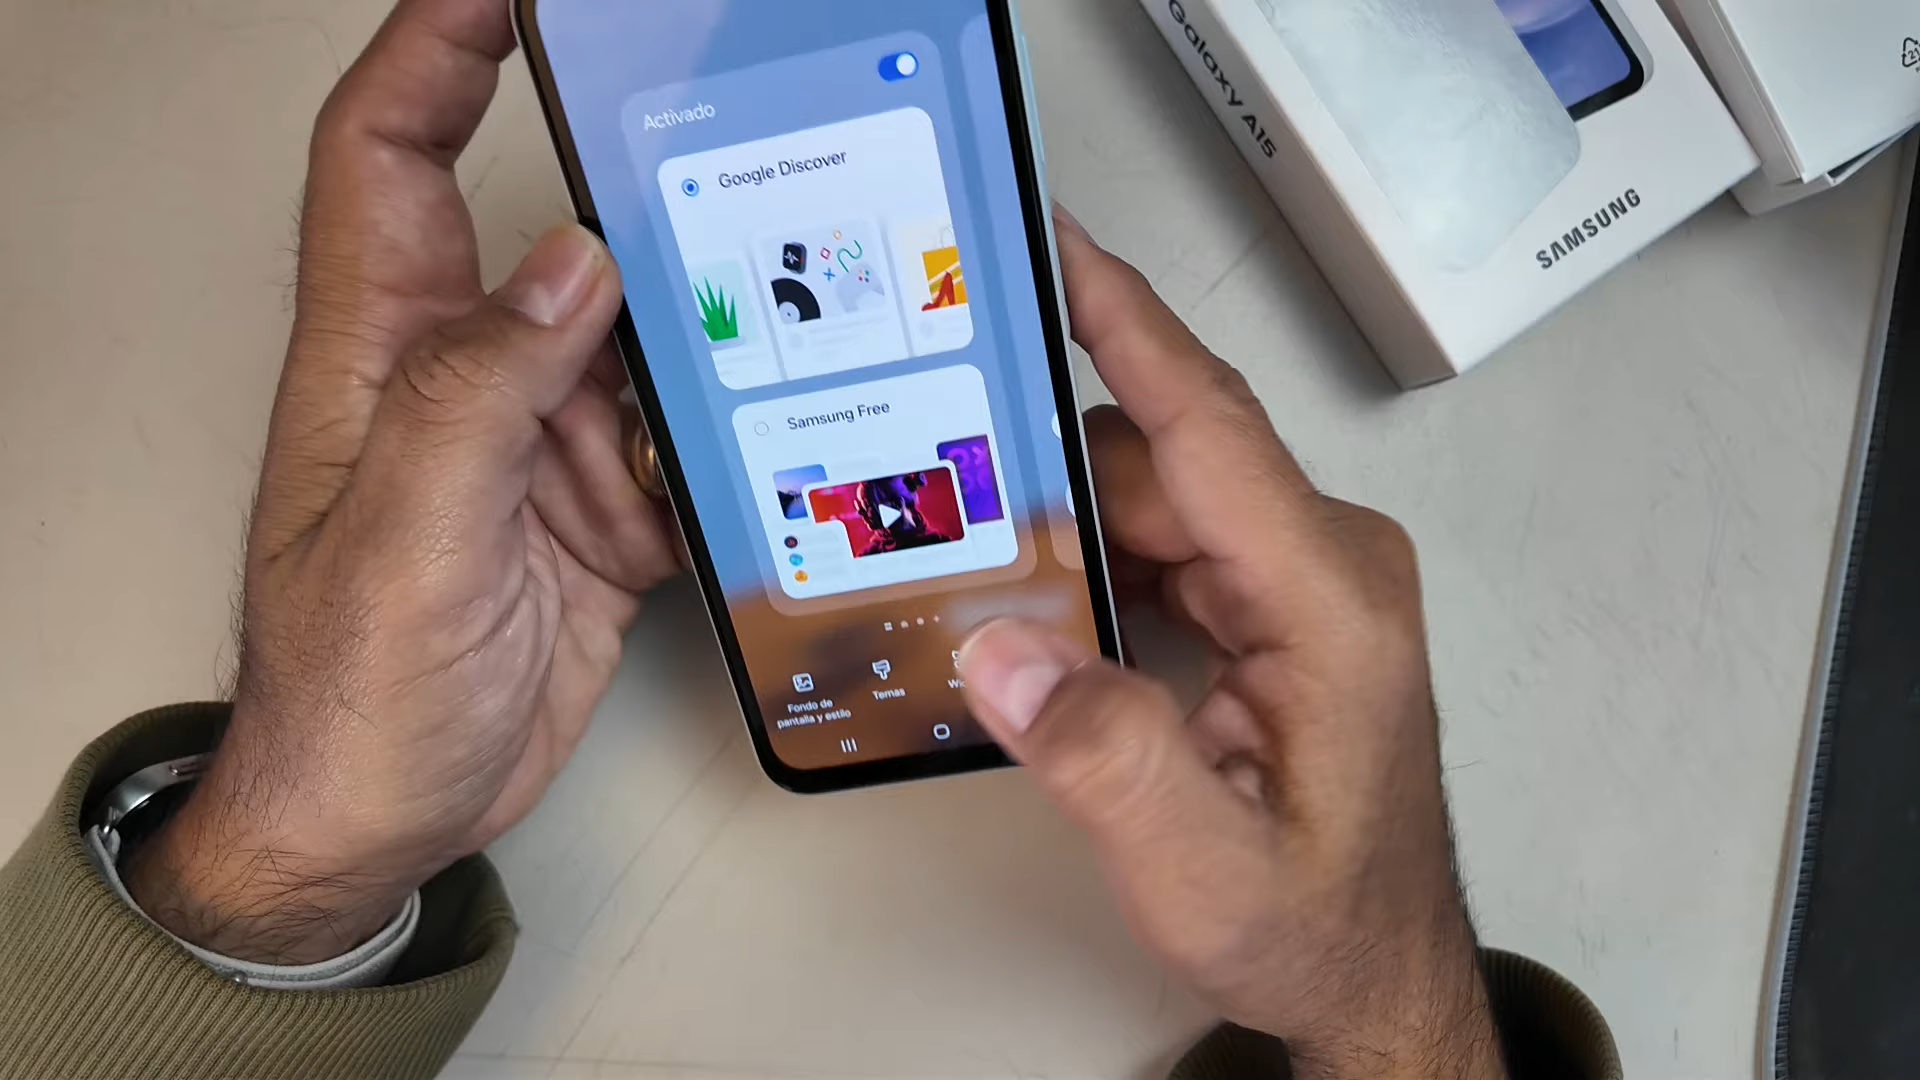 Activado
Google Discover
Samsung Free
Fondo de
pantalla y estilo
Temas
Galaxy A15
SAMSUNG